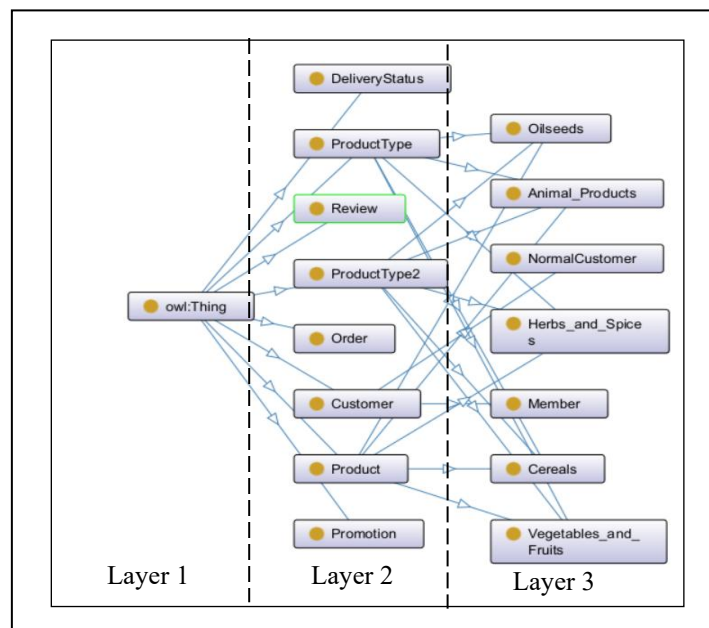 DeliveryStatus
ProductType
Review
ProductType2
Order
Customer
Product
Promotion
owl:Thing
Oilseeds
Animal_Products
NormalCustomer
Herbs_and_Spice
s
Member
Cereals
Vegetables_and_
Fruits
Layer 1
Layer 2
Layer 3